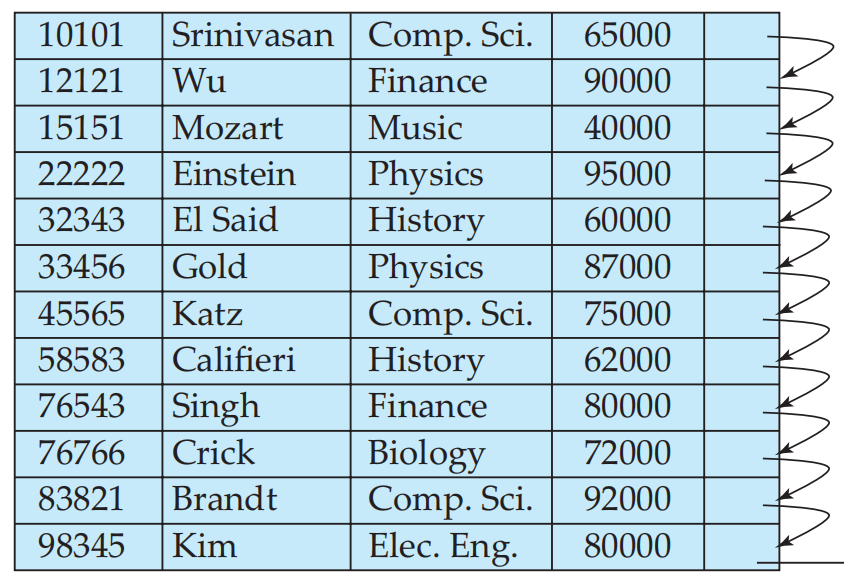 10101 Srinivasan Comp. Sci. 65000
12121 Wu Finance 90000
15151 Mozart Music 40000
22222 Einstein Physics 95000
32343 El Said History 60000
33456 Gold Physics 87000
45565 Katz Comp. Sci. 75000
58583 Califieri History 62000
76543 Singh Finance 80000
76766 Crick Biology 72000
83821 Brandt Comp. Sci. 92000
98345 Kim Elec. Eng. 80000